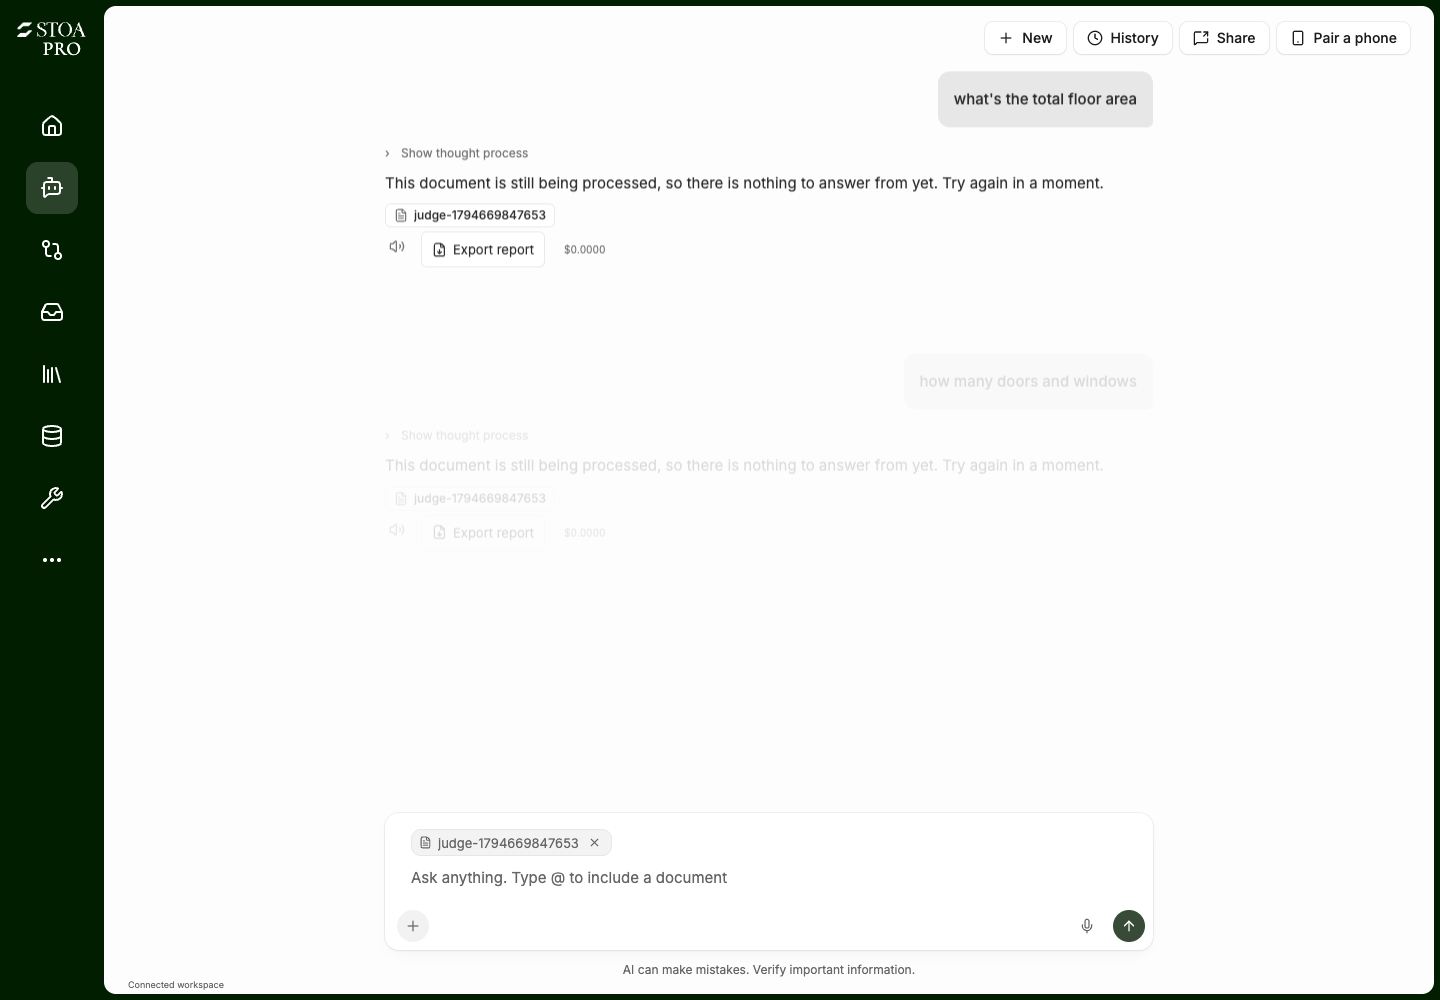 STOA
PRO
New
History
Share
Pair a phone
what's the total floor area
Show thought process
This document is still being processed, so there is nothing to answer from yet. Try again in a moment.
judge-1794669847653
Export report
$0.0000
how many doors and windows
Show thought process
This document is still being processed, so there is nothing to answer from yet. Try again in a moment.
judge-1794669847653
Export report
$0.0000
judge-1794669847653
Ask anything. Type @ to include a document
AI can make mistakes. Verify important information.
Connected workspace